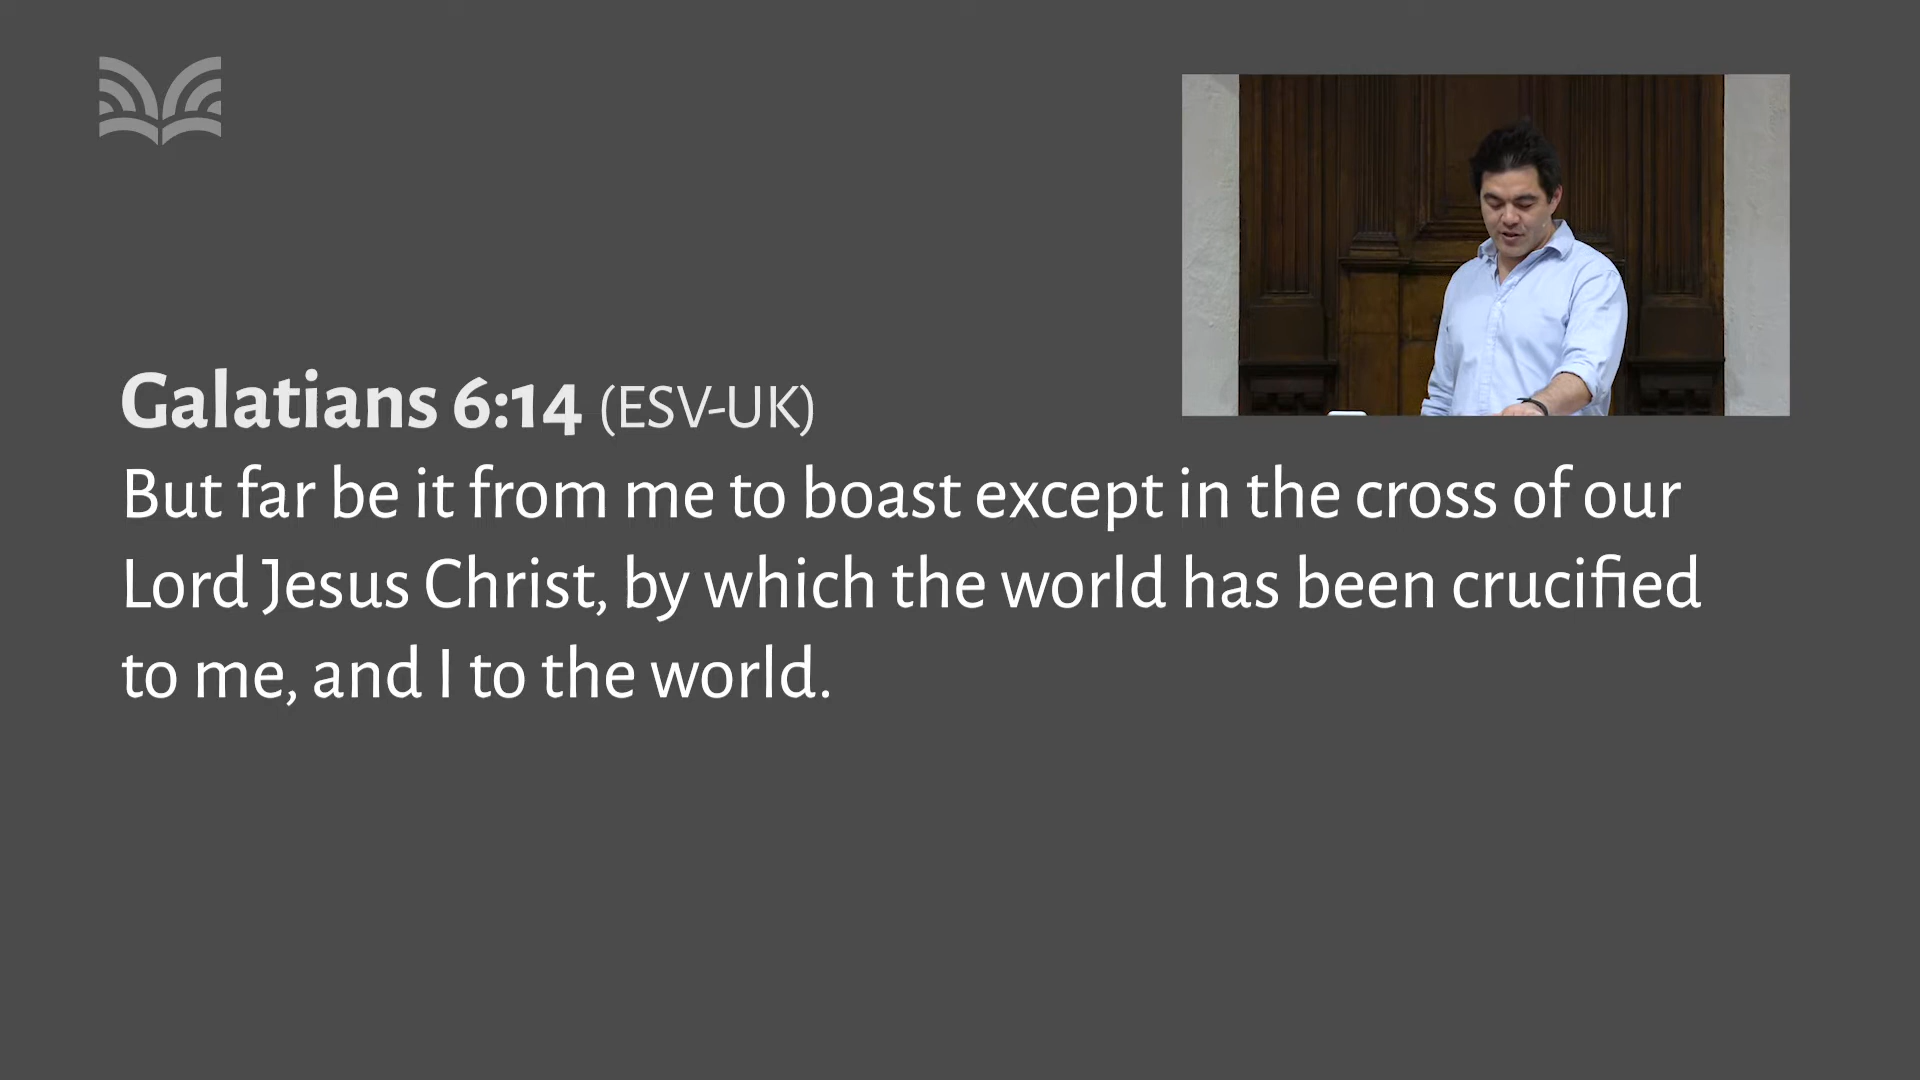 Galatians 6:14 (ESV-UK)
But far be it from me to boast except in the cross of our
Lord Jesus Christ, by which the world has been crucified
to me, and I to the world.